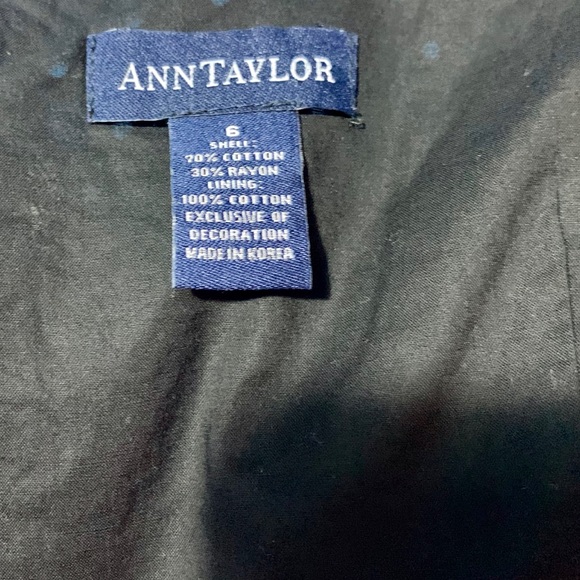 ANNTAYLOR
6
SHELL:
70% COTTON
30% RAYON
LINING:
100% COTTON
EXCLUSIVE OF
DECORATION
MADE IN KOREA